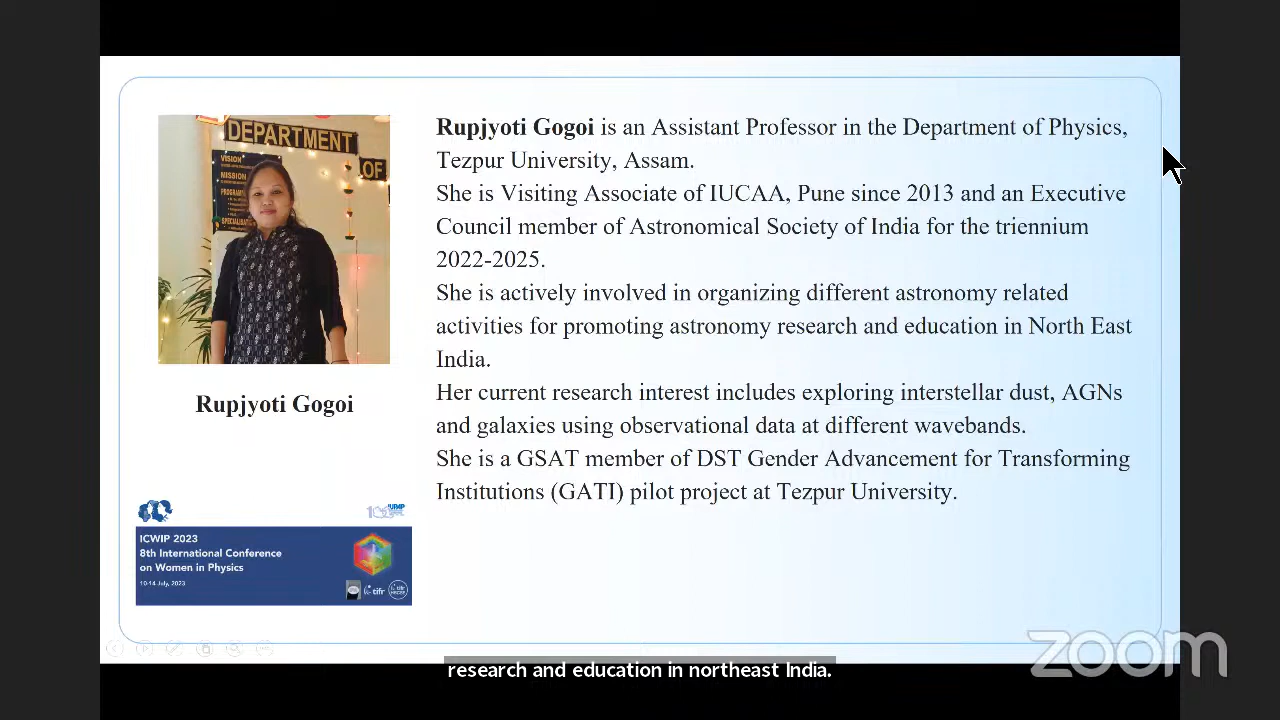 DEPARTMENT
OF
VISION
MISSION
Rupjyoti Gogoi
Rupjyoti Gogoi is an Assistant Professor in the Department of Physics,
Tezpur University, Assam.
She is Visiting Associate of IUCAA, Pune since 2013 and an Executive
Council member of Astronomical Society of India for the triennium
2022-2025.
She is actively involved in organizing different astronomy related
activities for promoting astronomy research and education in North East
India.
Her current research interest includes exploring interstellar dust, AGNs
and galaxies using observational data at different wavebands.
She is a GSAT member of DST Gender Advancement for Transforming
Institutions (GATI) pilot project at Tezpur University.
ICWIP 2023
8th International Conference
on Women in Physics
10-14 July, 2023
tifr
tifr
research and education in northeast India.
zoom